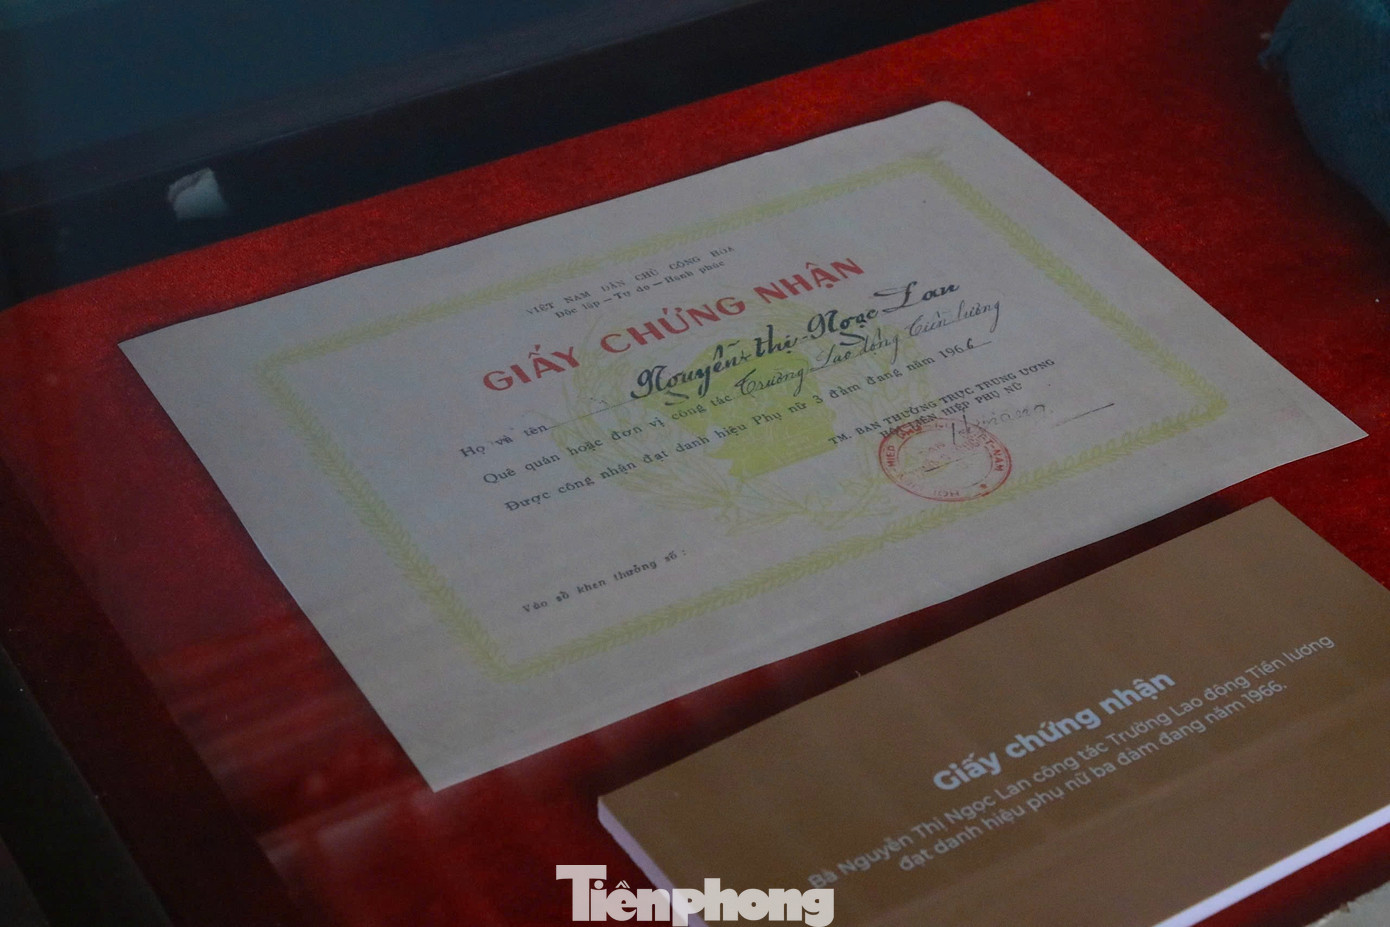 VIỆT NAM DÂN CHỦ CỘNG HÒA
Độc lập — Tự do — Hạnh phúc
GIẤY CHỨNG NHẬN
Họ và tên Nguyễn thị Ngọc Lan
Quê quán hoặc đơn vị công tác Trường Lao động Tiền lương
Được công nhận đạt danh hiệu Phụ nữ 3 đảm đang năm 1966
TM. BAN THƯỜNG TRỰC TRUNG ƯƠNG
HỘI LIÊN HIỆP PHỤ NỮ
Vào sổ khen thưởng số :
Giấy chứng nhận
Bà Nguyễn Thị Ngọc Lan công tác Trường Lao động Tiền lương
đạt danh hiệu phụ nữ ba đảm đang năm 1966.
Tiênphong